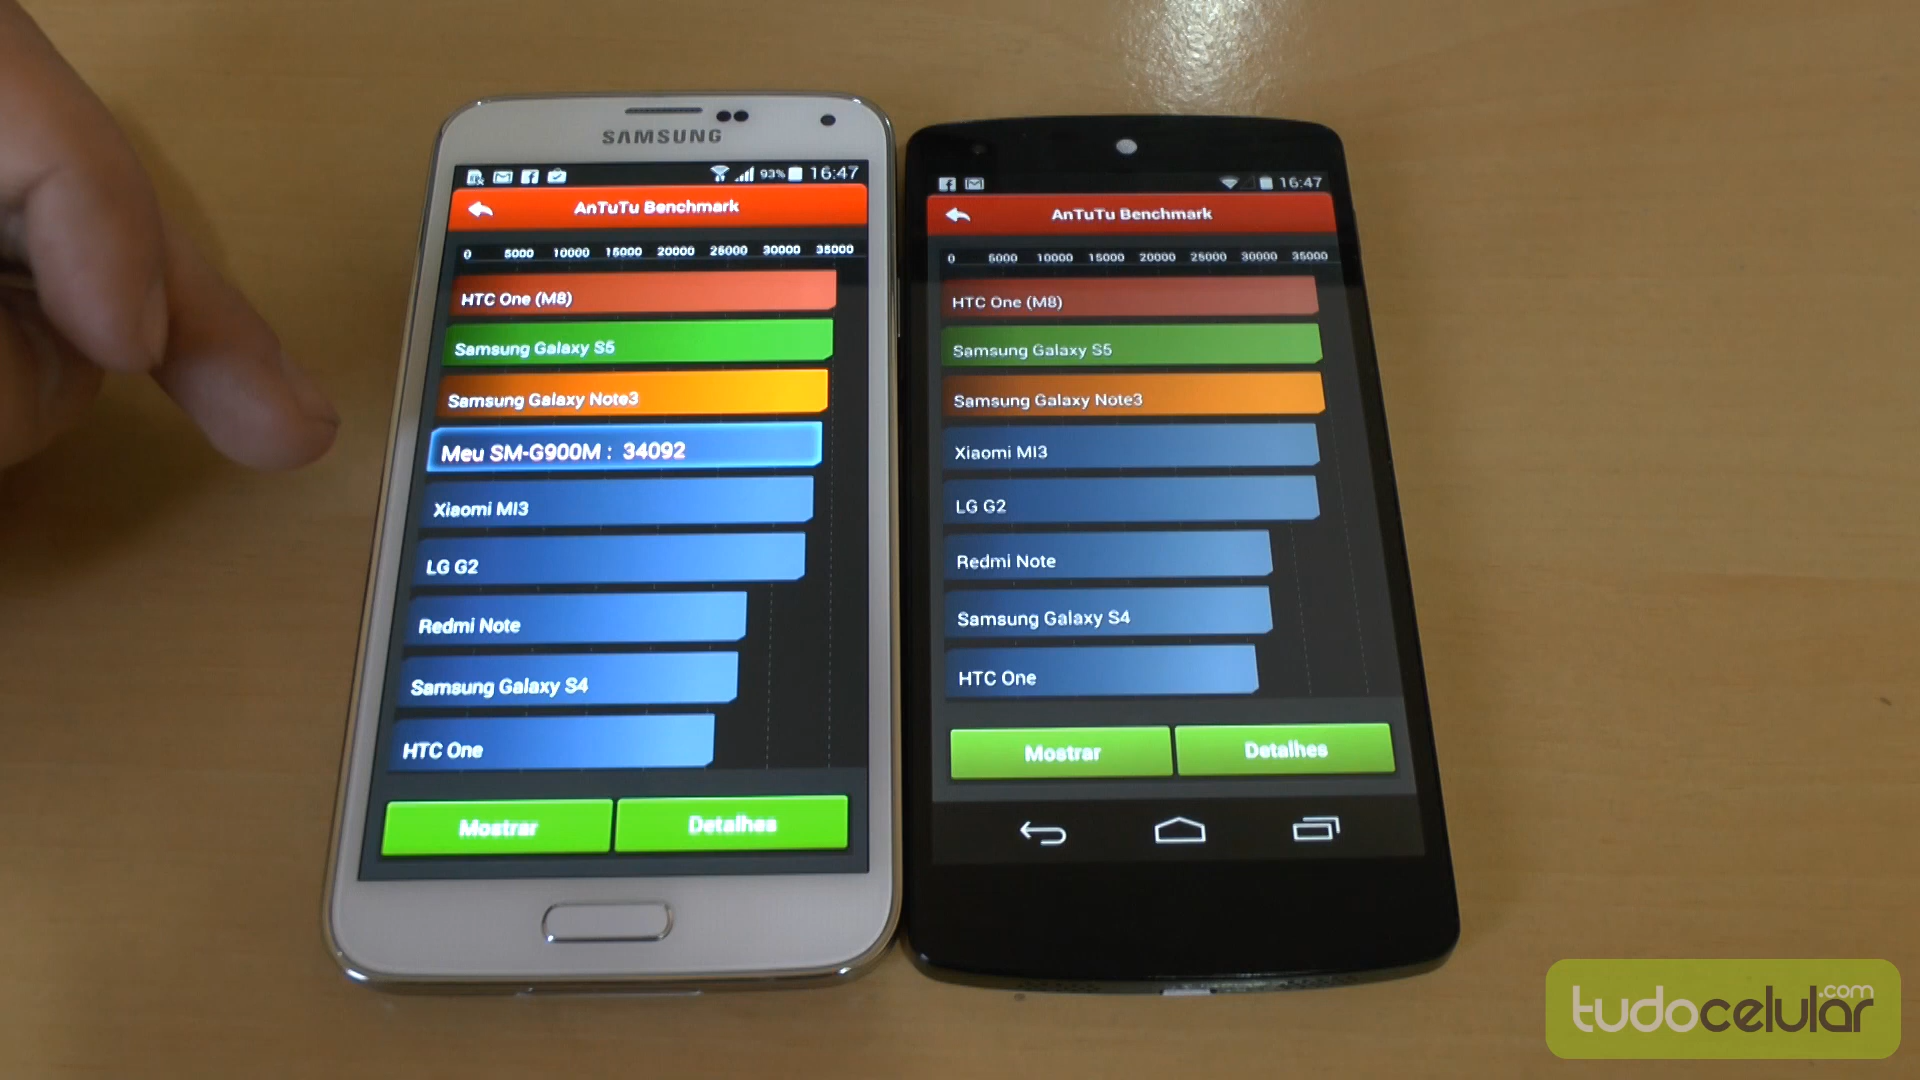 SAMSUNG
93% 16:47
AnTuTu Benchmark
0 5000 10000 15000 20000 25000 30000 35000
HTC One (M8)
Samsung Galaxy S5
Samsung Galaxy Note3
Meu SM-G900M : 34092
Xiaomi MI3
LG G2
Redmi Note
Samsung Galaxy S4
HTC One
Mostrar Detalhes
16:47
AnTuTu Benchmark
0 5000 10000 15000 20000 25000 30000 35000
HTC One (M8)
Samsung Galaxy S5
Samsung Galaxy Note3
Xiaomi MI3
LG G2
Redmi Note
Samsung Galaxy S4
HTC One
Mostrar Detalhes
tudocelular.com